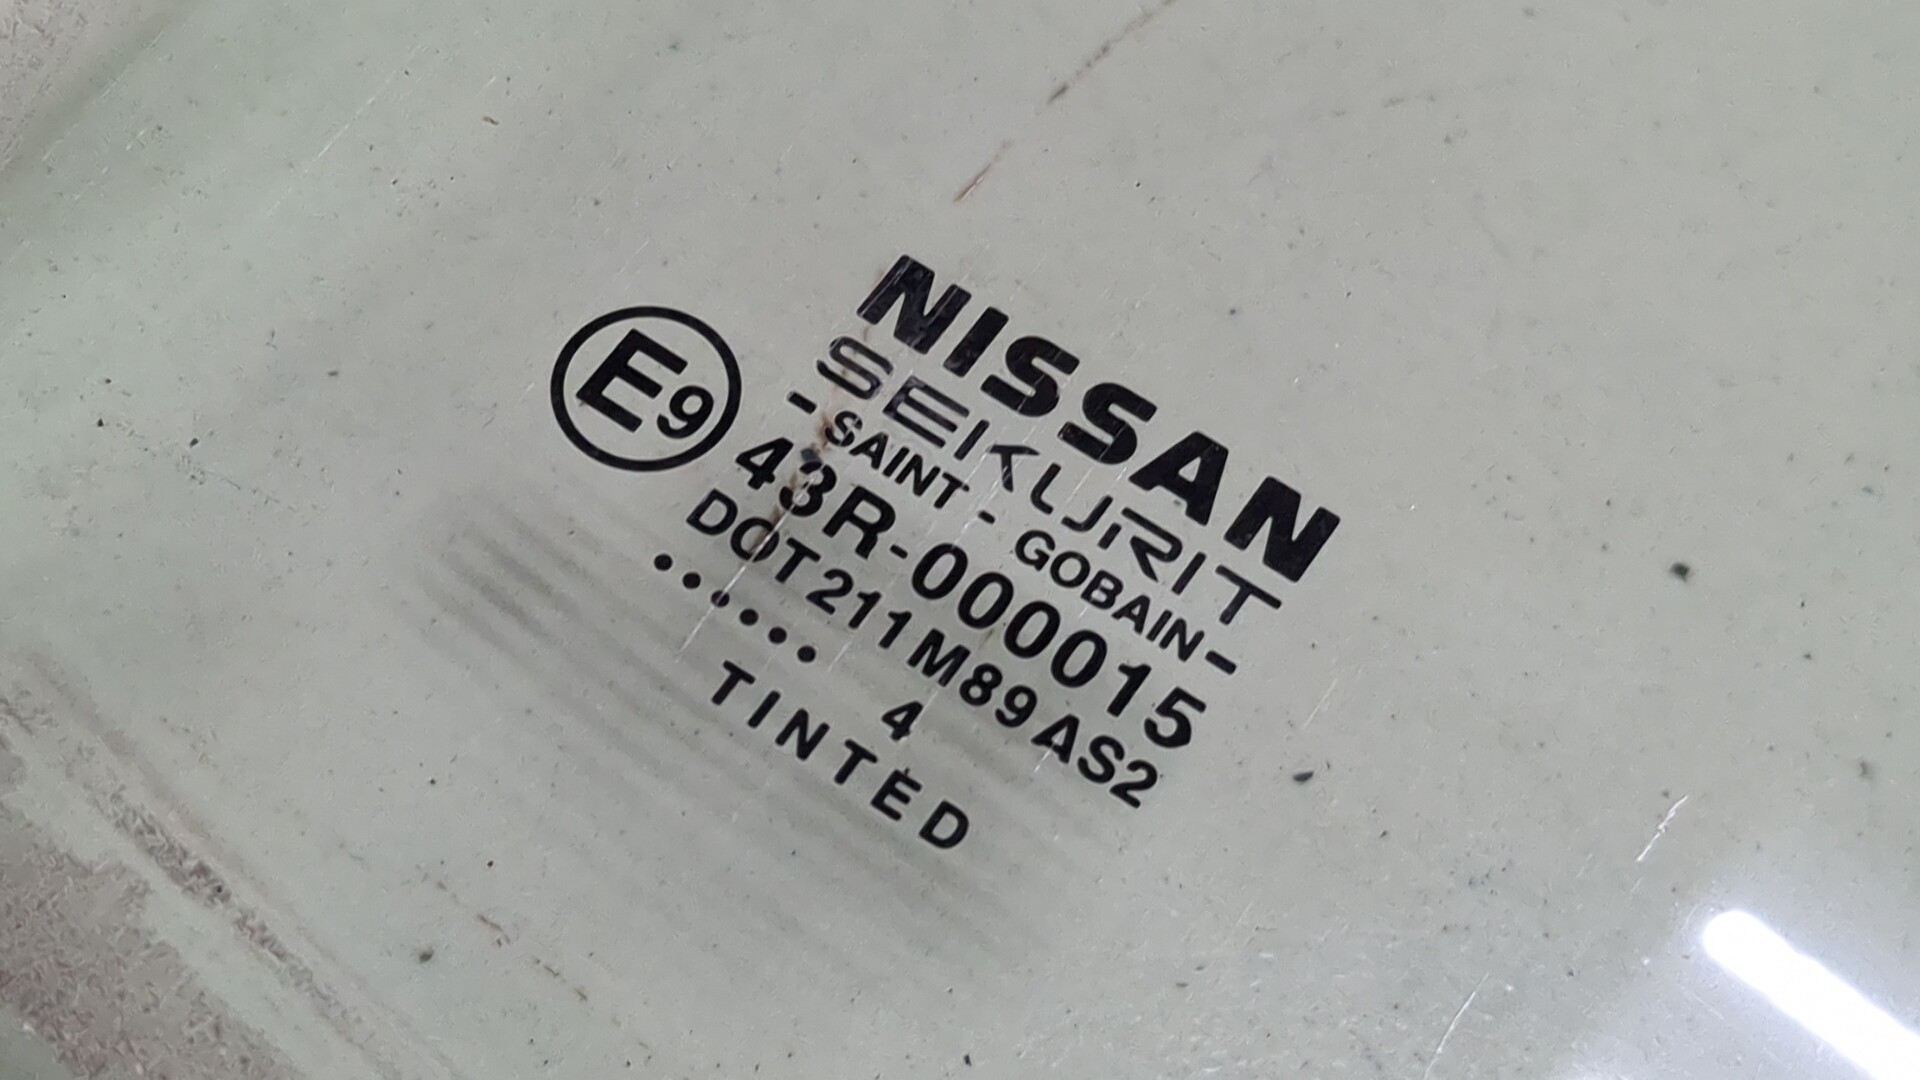 NISSAN
SEKURIT
- SAINT - GOBAIN -
E9 43R-000015
DOT211M89AS2
...... 4
TINTED